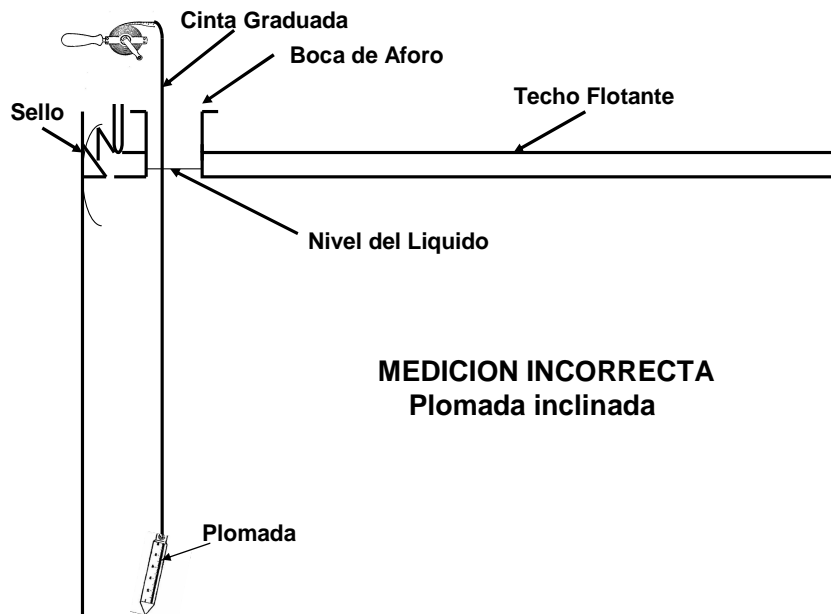 Cinta Graduada
Boca de Aforo
Techo Flotante
Sello
Nivel del Liquido
MEDICION INCORRECTA
Plomada inclinada
Plomada